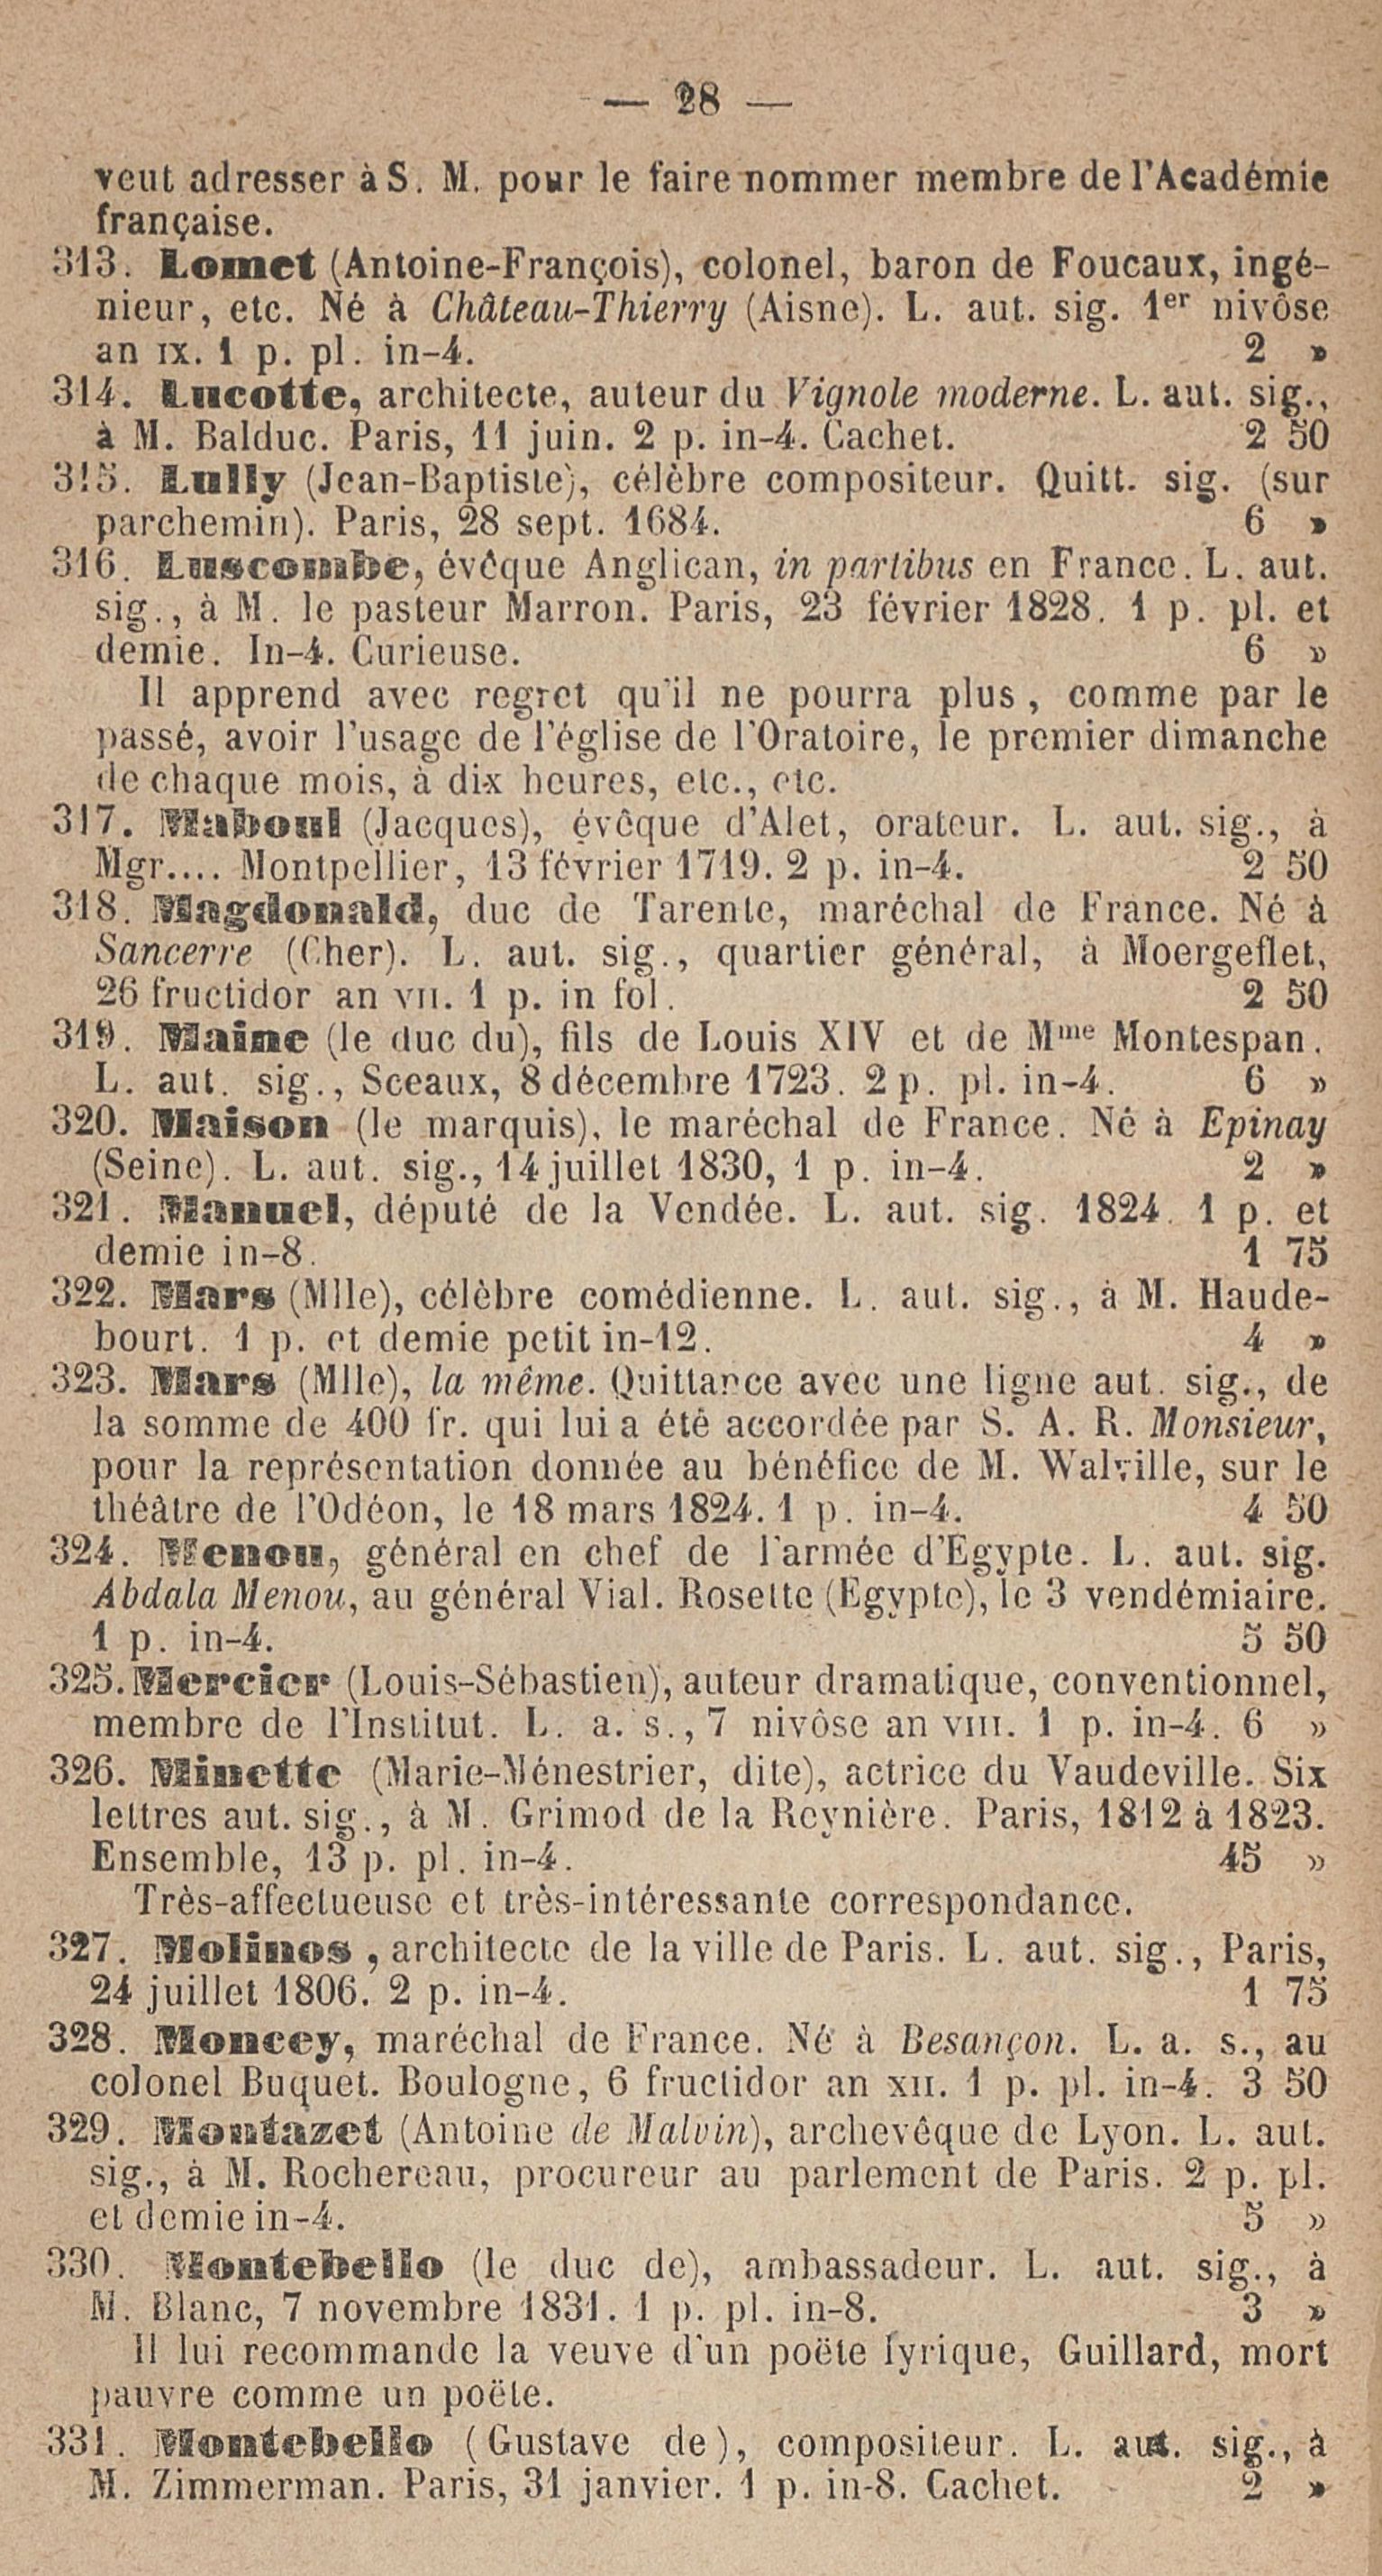 — 28 —
veut adresser à S. M. pour le faire nommer membre de l'Académie
française.
313. Lomet (Antoine-François), colonel, baron de Foucaux, ingé-
nieur, etc. Né à Château-Thierry (Aisne). L. aut. sig. 1er nivôse
an IX. 1 p. pl. in-4. 2 »
314. Lucotte, architecte, auteur du Vignole moderne. L. aut. sig.,
à M. Balduc. Paris, 11 juin. 2 p. in-4. Cachet. 2 50
315. Lully (Jean-Baptiste), célèbre compositeur. Quitt. sig. (sur
parchemin). Paris, 28 sept. 1684. 6 »
316. Luscombe, évêque Anglican, in partibus en France. L. aut.
sig., à M. le pasteur Marron. Paris, 23 février 1828. 1 p. pl. et
demie. In-4. Curieuse. 6 »
Il apprend avec regret qu'il ne pourra plus, comme par le
passé, avoir l'usage de l'église de l'Oratoire, le premier dimanche
de chaque mois, à dix heures, etc., etc.
317. Maboul (Jacques), évêque d'Alet, orateur. L. aut. sig., à
Mgr.... Montpellier, 13 février 1719. 2 p. in-4. 2 50
318. Magdonald, duc de Tarente, maréchal de France. Né à
Sancerre (Cher). L. aut. sig., quartier général, à Moergeflet,
26 fructidor an VII. 1 p. in fol. 2 50
319. Maine (le duc du), fils de Louis XIV et de Mme Montespan.
L. aut. sig., Sceaux, 8 décembre 1723. 2 p. pl. in-4. 6 »
320. Maison (le marquis), le maréchal de France. Né à Epinay
(Seine). L. aut. sig., 14 juillet 1830, 1 p. in-4. 2 »
321. Manuel, député de la Vendée. L. aut. sig. 1824. 1 p. et
demie in-8. 1 75
322. Mars (Mlle), célèbre comédienne. L. aut. sig., à M. Haude-
bourt. 1 p. et demie petit in-12. 4 »
323. Mars (Mlle), la même. Quittance avec une ligne aut. sig., de
la somme de 400 fr. qui lui a été accordée par S. A. R. Monsieur,
pour la représentation donnée au bénéfice de M. Walville, sur le
théâtre de l'Odéon, le 18 mars 1824. 1 p. in-4. 4 50
324. Menou, général en chef de l'armée d'Egypte. L. aut. sig.
Abdala Menou, au général Vial. Rosette (Egypte), le 3 vendémiaire.
1 p. in-4. 5 50
325. Mercier (Louis-Sébastien), auteur dramatique, conventionnel,
membre de l'Institut. L. a. s., 7 nivôse an VIII. 1 p. in-4. 6 »
326. Minette (Marie-Ménestrier, dite), actrice du Vaudeville. Six
lettres aut. sig., à M. Grimod de la Reynière. Paris, 1812 à 1823.
Ensemble, 13 p. pl. in-4. 45 »
Très-affectueuse et très-intéressante correspondance.
327. Molinos, architecte de la ville de Paris. L. aut. sig., Paris,
24 juillet 1806. 2 p. in-4. 1 75
328. Moncey, maréchal de France. Né à Besançon. L. a. s., au
colonel Buquet. Boulogne, 6 fructidor an XII. 1 p. pl. in-4. 3 50
329. Montazet (Antoine de Malvin), archevêque de Lyon. L. aut.
sig., à M. Rochereau, procureur au parlement de Paris. 2 p. pl.
et demie in-4. 5 »
330. Montebello (le duc de), ambassadeur. L. aut. sig., à
M. Blanc, 7 novembre 1831. 1 p. pl. in-8. 3 »
Il lui recommande la veuve d'un poëte lyrique, Guillard, mort
pauvre comme un poëte.
331. Montebello (Gustave de), compositeur. L. aut. sig., à
M. Zimmerman. Paris, 31 janvier. 1 p. in-8. Cachet. 2 »